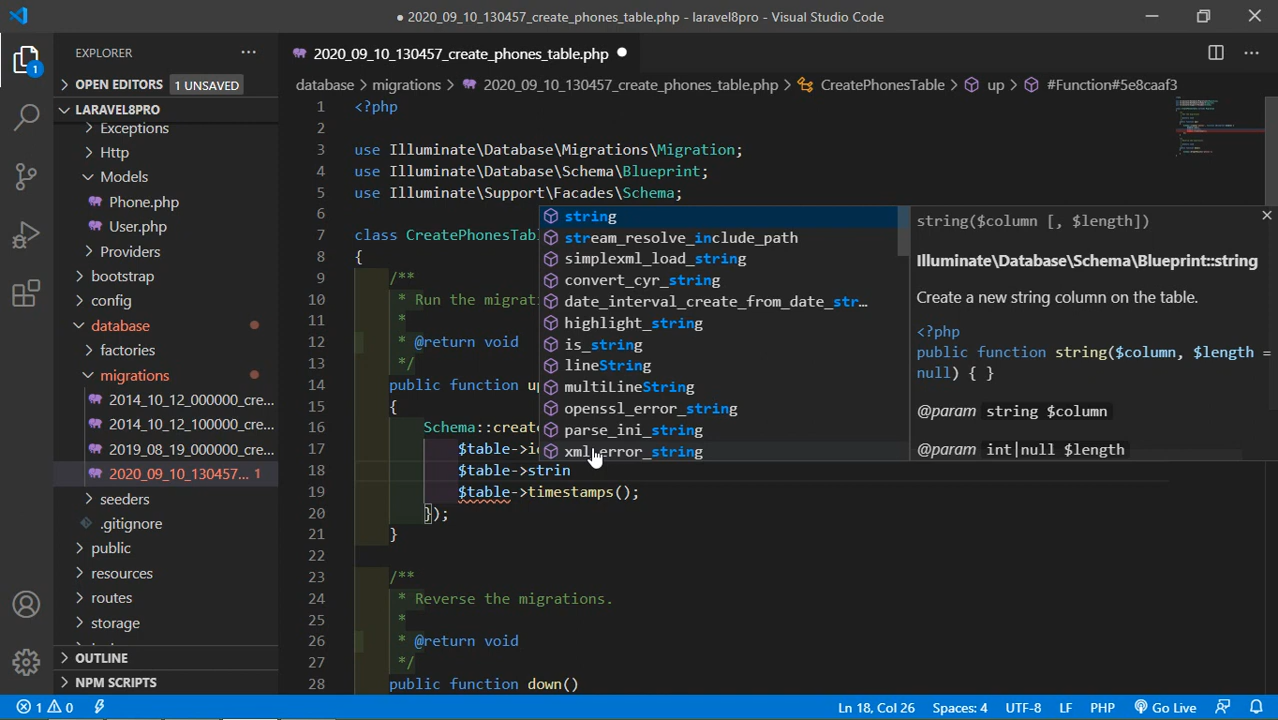 ● 2020_09_10_130457_create_phones_table.php - laravel8pro - Visual Studio Code
EXPLORER
OPEN EDITORS 1 UNSAVED
LARAVEL8PRO
Exceptions
Http
Models
Phone.php
User.php
Providers
bootstrap
config
database
factories
migrations
2014_10_12_000000_cre...
2014_10_12_100000_cre...
2019_08_19_000000_cre...
2020_09_10_130457... 1
seeders
.gitignore
public
resources
routes
storage
OUTLINE
NPM SCRIPTS
1
2020_09_10_130457_create_phones_table.php ●
database > migrations > 2020_09_10_130457_create_phones_table.php > CreatePhonesTable > up > #Function#5e8caaf3
1 <?php
2
3 use Illuminate\Database\Migrations\Migration;
4 use Illuminate\Database\Schema\Blueprint;
5 use Illuminate\Support\Facades\Schema;
6
7 class CreatePhonesTabl
8 {
9 /**
10 * Run the migrati
11 *
12 * @return void
13 */
14 public function up
15 {
16 Schema::create
17 $table->i
18 $table->strin
19 $table->timestamps();
20 });
21 }
22
23 /**
24 * Reverse the migrations.
25 *
26 * @return void
27 */
28 public function down()
string
stream_resolve_include_path
simplexml_load_string
convert_cyr_string
date_interval_create_from_date_str...
highlight_string
is_string
lineString
multiLineString
openssl_error_string
parse_ini_string
xml_error_string
string($column [, $length])
Illuminate\Database\Schema\Blueprint::string
Create a new string column on the table.
<?php
public function string($column, $length =
null) { }
@param string $column
@param int|null $length
1 0 Ln 18, Col 26 Spaces: 4 UTF-8 LF PHP Go Live